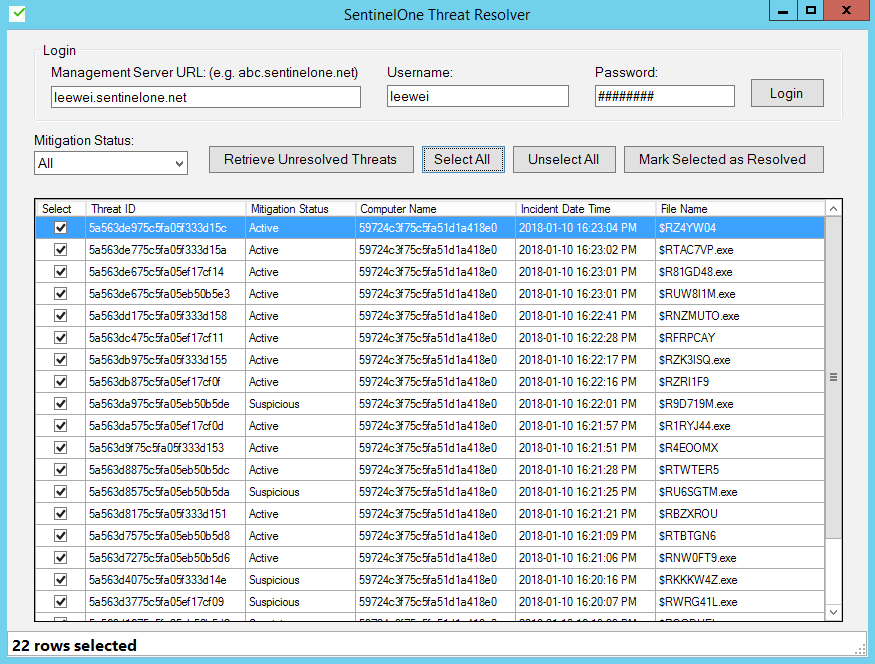 SentinelOne Threat Resolver
Login
Management Server URL: (e.g. abc.sentinelone.net)
Username:
Password:
leewei.sentinelone.net
leewei
########
Login
Mitigation Status:
All
Retrieve Unresolved Threats
Select All
Unselect All
Mark Selected as Resolved
Select Threat ID Mitigation Status Computer Name Incident Date Time File Name
5a563de975c5fa05f333d15c Active 59724c3f75c5fa51d1a418e0 2018-01-10 16:23:04 PM $RZ4YW04
5a563de775c5fa05f333d15a Active 59724c3f75c5fa51d1a418e0 2018-01-10 16:23:02 PM $RTAC7VP.exe
5a563de675c5fa05ef17cf14 Active 59724c3f75c5fa51d1a418e0 2018-01-10 16:23:01 PM $R81GD48.exe
5a563de675c5fa05eb50b5e3 Active 59724c3f75c5fa51d1a418e0 2018-01-10 16:23:01 PM $RUW8I1M.exe
5a563dd175c5fa05f333d158 Active 59724c3f75c5fa51d1a418e0 2018-01-10 16:22:41 PM $RNZMUTO.exe
5a563dc475c5fa05ef17cf11 Active 59724c3f75c5fa51d1a418e0 2018-01-10 16:22:28 PM $RFRPCAY
5a563db975c5fa05f333d155 Active 59724c3f75c5fa51d1a418e0 2018-01-10 16:22:17 PM $RZK3ISQ.exe
5a563db875c5fa05ef17cf0f Active 59724c3f75c5fa51d1a418e0 2018-01-10 16:22:16 PM $RZRI1F9
5a563da975c5fa05eb50b5de Suspicious 59724c3f75c5fa51d1a418e0 2018-01-10 16:22:01 PM $R9D719M.exe
5a563da575c5fa05ef17cf0d Active 59724c3f75c5fa51d1a418e0 2018-01-10 16:21:57 PM $R1RYJ44.exe
5a563d9f75c5fa05f333d153 Active 59724c3f75c5fa51d1a418e0 2018-01-10 16:21:51 PM $R4EOOMX
5a563d8875c5fa05eb50b5dc Active 59724c3f75c5fa51d1a418e0 2018-01-10 16:21:28 PM $RTWTER5
5a563d8575c5fa05eb50b5da Suspicious 59724c3f75c5fa51d1a418e0 2018-01-10 16:21:25 PM $RU6SGTM.exe
5a563d8175c5fa05f333d151 Active 59724c3f75c5fa51d1a418e0 2018-01-10 16:21:21 PM $RBZXROU
5a563d7575c5fa05eb50b5d8 Active 59724c3f75c5fa51d1a418e0 2018-01-10 16:21:09 PM $RTBTGN6
5a563d7275c5fa05eb50b5d6 Active 59724c3f75c5fa51d1a418e0 2018-01-10 16:21:06 PM $RNW0FT9.exe
5a563d4075c5fa05f333d14e Suspicious 59724c3f75c5fa51d1a418e0 2018-01-10 16:20:16 PM $RKKKW4Z.exe
5a563d3775c5fa05ef17cf09 Suspicious 59724c3f75c5fa51d1a418e0 2018-01-10 16:20:07 PM $RWRG41L.exe
22 rows selected